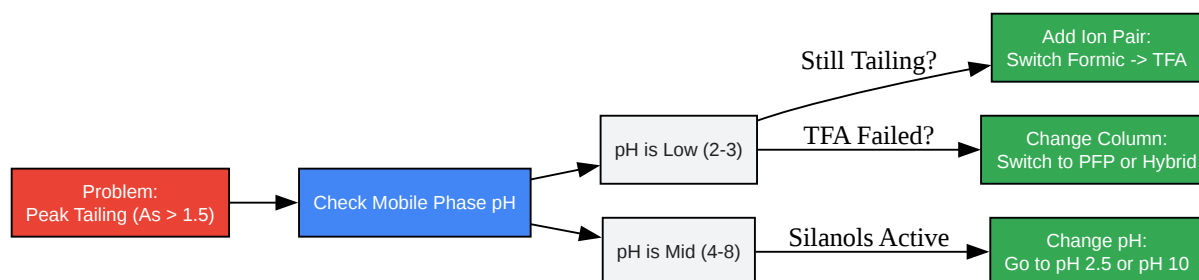 Problem:
Peak Tailing (As > 1.5)
Check Mobile Phase pH
pH is Low (2-3)
pH is Mid (4-8)
Still Tailing?
TFA Failed?
Silanols Active
Add Ion Pair:
Switch Formic -> TFA
Change Column:
Switch to PFP or Hybrid
Change pH:
Go to pH 2.5 or pH 10